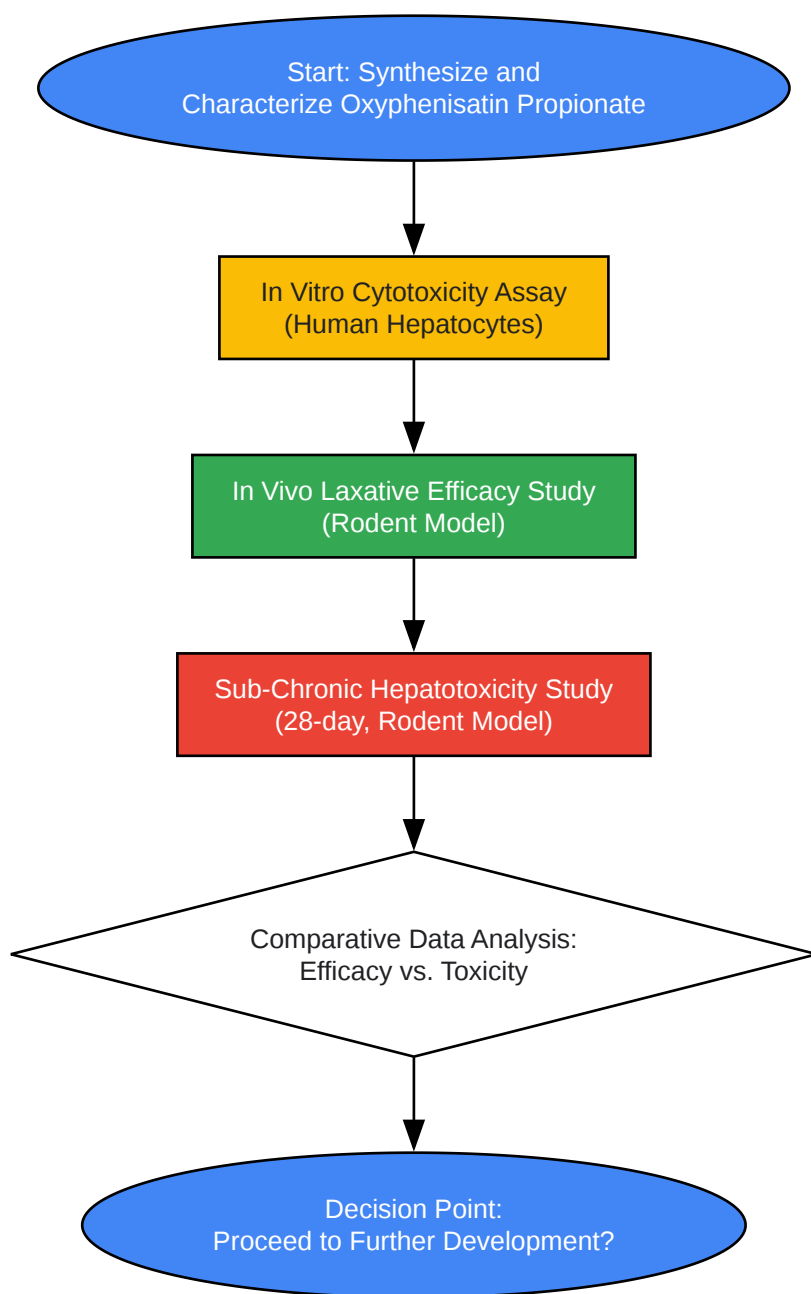 Start: Synthesize and
Characterize Oxyphenisatin Propionate
In Vitro Cytotoxicity Assay
(Human Hepatocytes)
In Vivo Laxative Efficacy Study
(Rodent Model)
Sub-Chronic Hepatotoxicity Study
(28-day, Rodent Model)
Comparative Data Analysis:
Efficacy vs. Toxicity
Decision Point:
Proceed to Further Development?